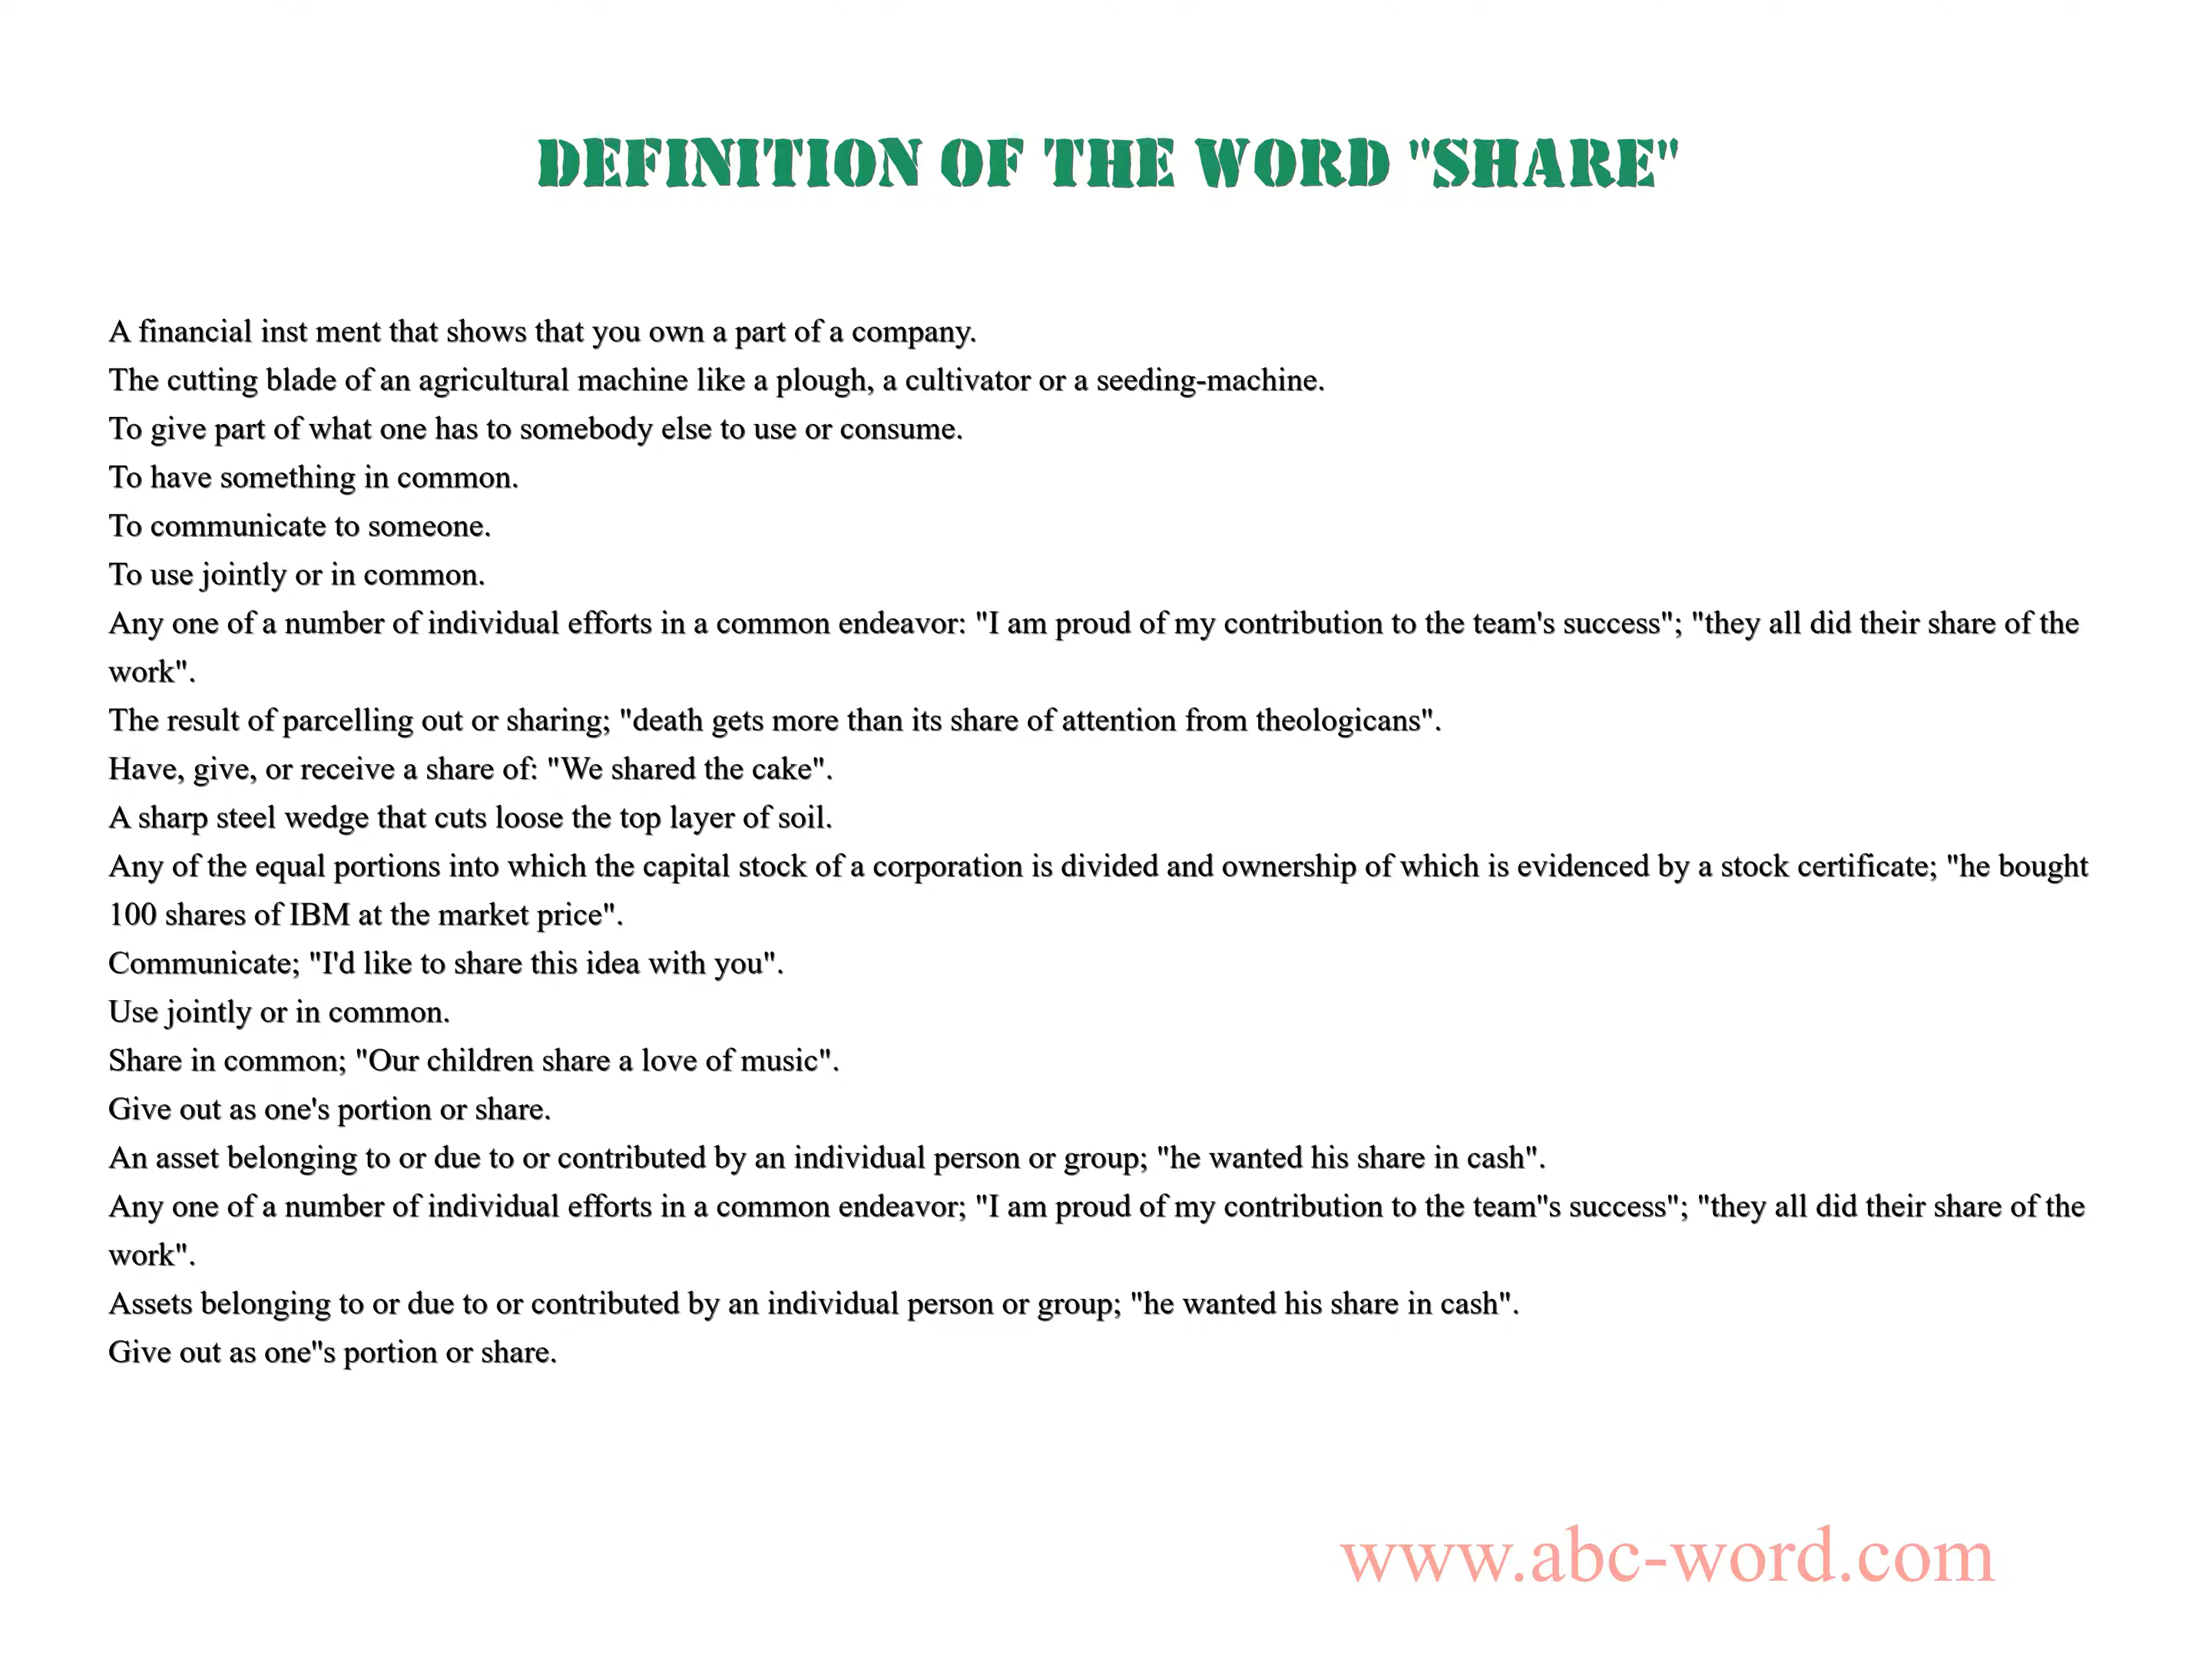 DEFINITION OF THE WORD "SHARE"
A financial inst ment that shows that you own a part of a company.
The cutting blade of an agricultural machine like a plough, a cultivator or a seeding-machine.
To give part of what one has to somebody else to use or consume.
To have something in common.
To communicate to someone.
To use jointly or in common.
Any one of a number of individual efforts in a common endeavor: "I am proud of my contribution to the team's success"; "they all did their share of the
work".
The result of parcelling out or sharing; "death gets more than its share of attention from theologicans".
Have, give, or receive a share of: "We shared the cake".
A sharp steel wedge that cuts loose the top layer of soil.
Any of the equal portions into which the capital stock of a corporation is divided and ownership of which is evidenced by a stock certificate; "he bought
100 shares of IBM at the market price".
Communicate; "I'd like to share this idea with you".
Use jointly or in common.
Share in common; "Our children share a love of music".
Give out as one's portion or share.
An asset belonging to or due to or contributed by an individual person or group; "he wanted his share in cash".
Any one of a number of individual efforts in a common endeavor; "I am proud of my contribution to the team''s success"; "they all did their share of the
work".
Assets belonging to or due to or contributed by an individual person or group; "he wanted his share in cash".
Give out as one''s portion or share.
www.abc-word.com